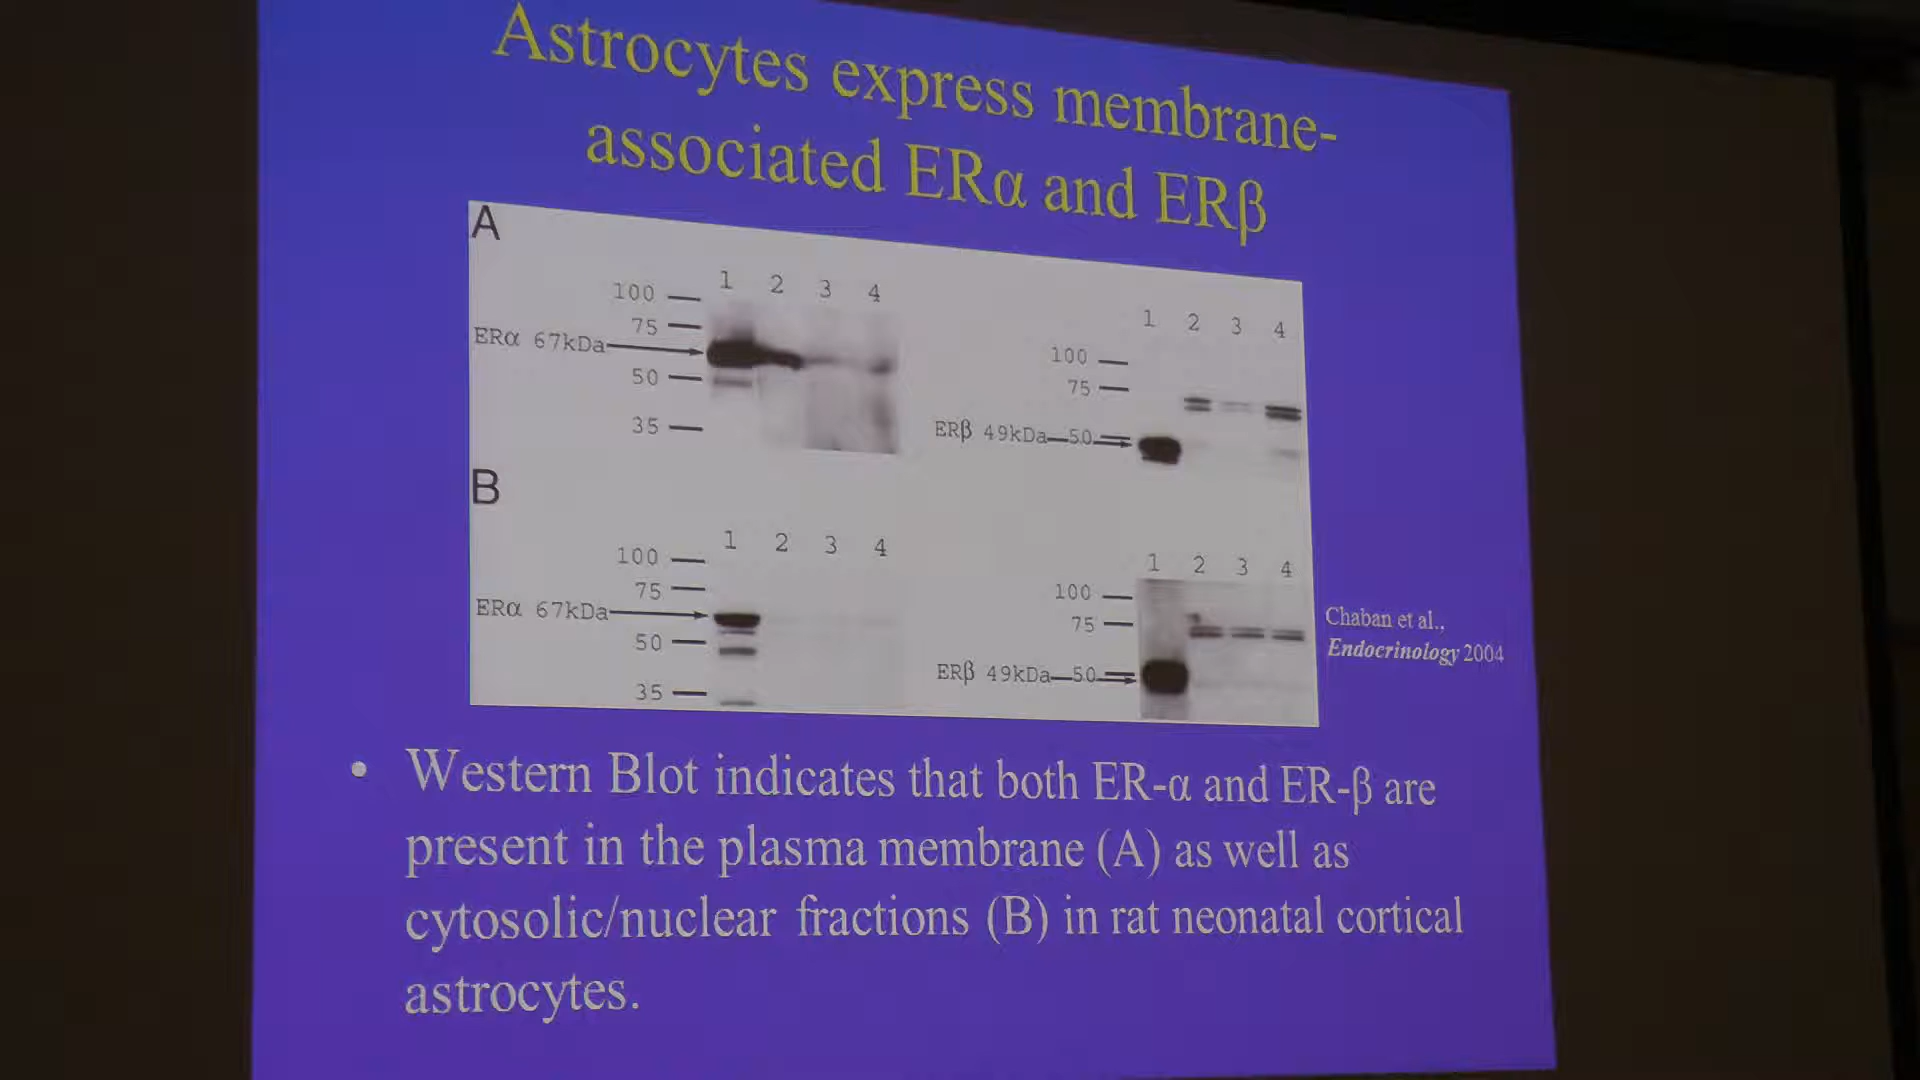 Astrocytes express membrane-
associated ERα and ERβ
A
1 2 3 4
100
75
ERα 67kDa
50
35
1 2 3 4
100
75
ERβ 49kDa 50
B
1 2 3 4
100
75
ERα 67kDa
50
35
1 2 3 4
100
75
ERβ 49kDa 50
Chaban et al.,
Endocrinology 2004
• Western Blot indicates that both ER-α and ER-β are
present in the plasma membrane (A) as well as
cytosolic/nuclear fractions (B) in rat neonatal cortical
astrocytes.